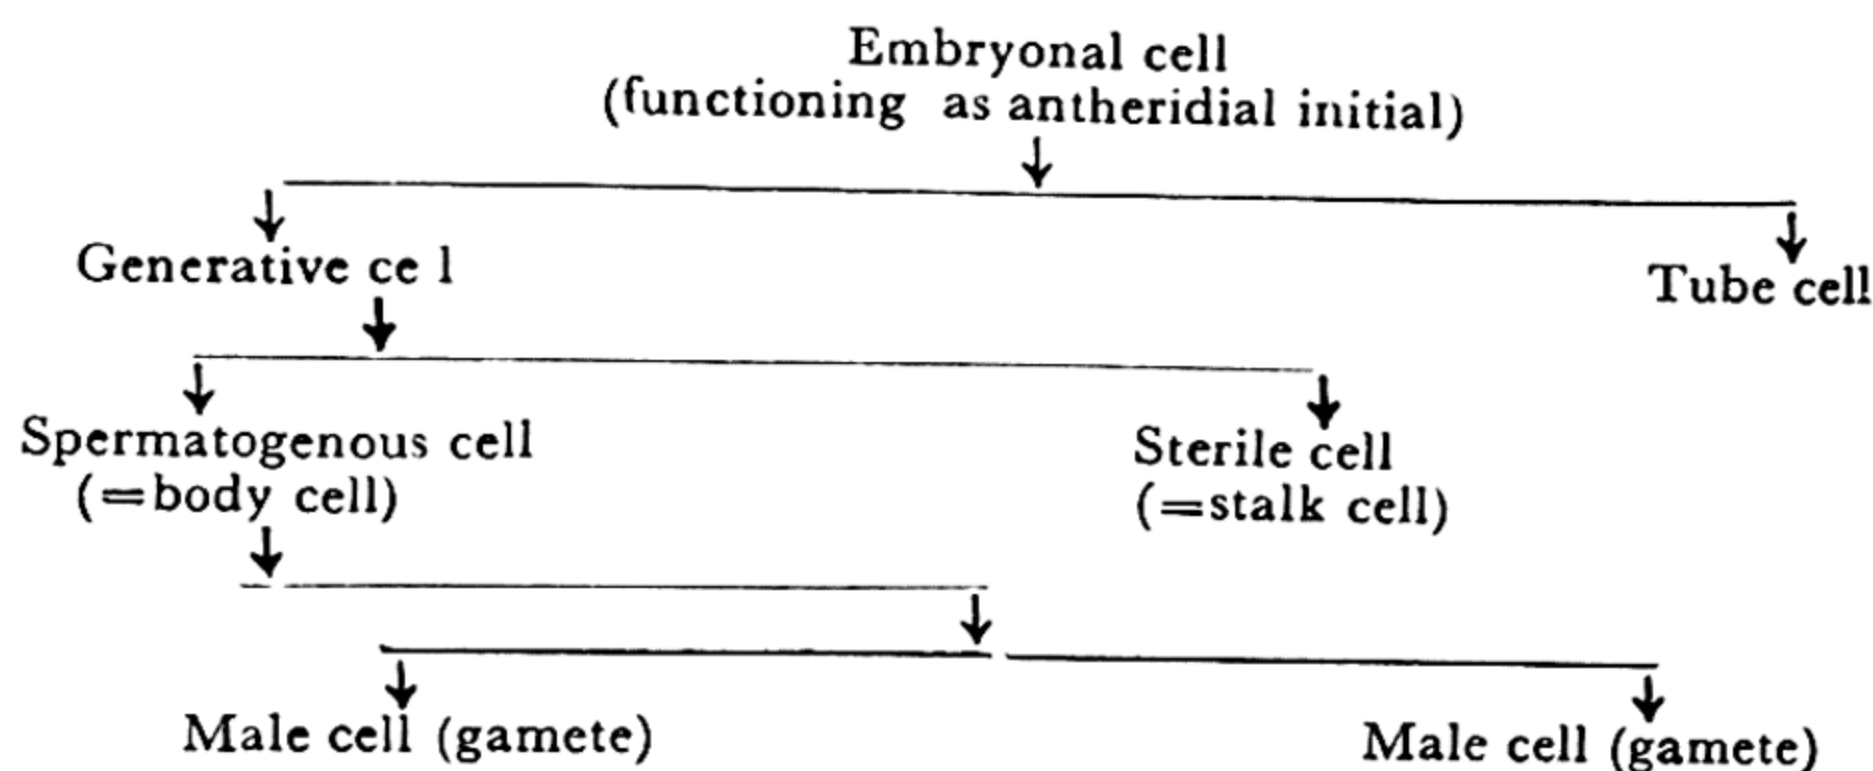 Embryonal cell
(functioning as antheridial initial)
Generative ce l
Tube cell
Spermatogenous cell
(=body cell)
Sterile cell
(=stalk cell)
Male cell (gamete)
Male cell (gamete)